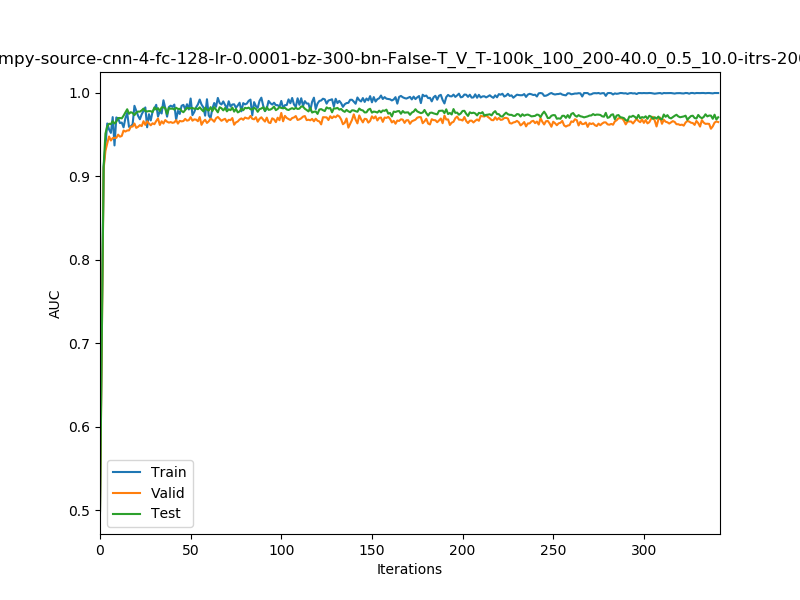 mpy-source-cnn-4-fc-128-lr-0.0001-bz-300-bn-False-T_V_T-100k_100_200-40.0_0.5_10.0-itrs-200
1.0
0.9
0.8
0.7
0.6
0.5
AUC
Train
Valid
Test
0 50 100 150 200 250 300
Iterations